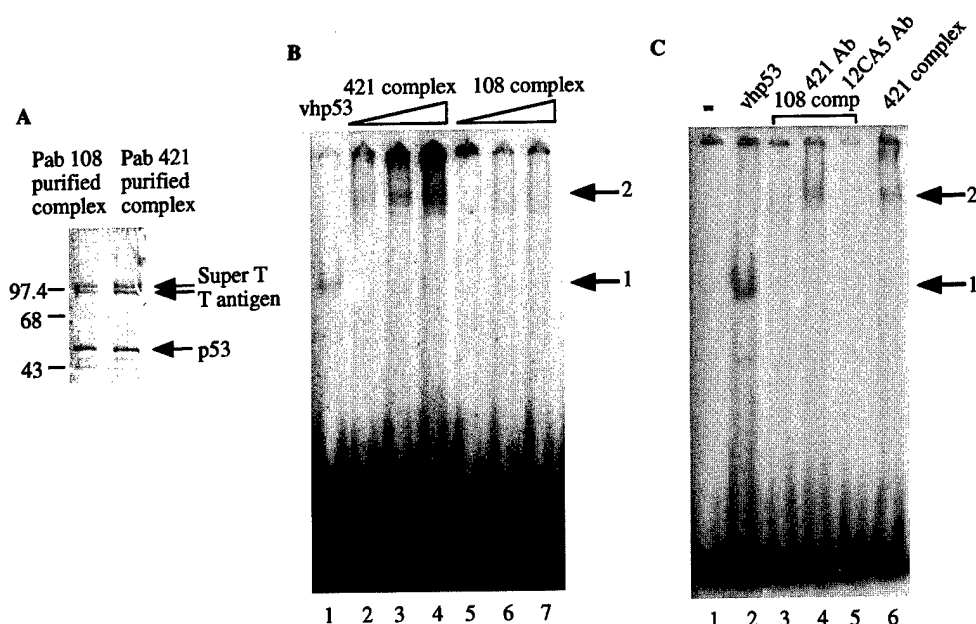 A
Pab 108 Pab 421
purified purified
complex complex
Super T
T antigen
97.4
68
p53
43
B
421 complex 108 complex
vhp53
2
1
1 2 3 4 5 6 7
C
- vhp53 421 Ab 12CA5 Ab 421 complex
108 comp
2
1
1 2 3 4 5 6